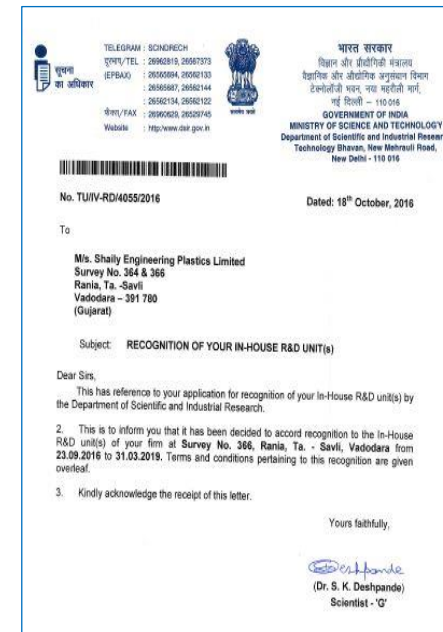 सूचना
का अधिकार
TELEGRAM : SCINDRECH
दूरभाष/TEL : 26962819, 26567373
(EPBAX) : 26565694, 26562133
: 26565687, 26562144
: 26562134, 26562122
फैक्स/FAX : 26960629, 26529745
Website : http:/www.dsir.gov.in
सत्यमेव जयते
भारत सरकार
विज्ञान और प्रौद्योगिकी मंत्रालय
वैज्ञानिक और औद्योगिक अनुसंधान विभाग
टेक्नोलॉजी भवन, नया महरौली मार्ग,
नई दिल्ली – 110 016
GOVERNMENT OF INDIA
MINISTRY OF SCIENCE AND TECHNOLOGY
Department of Scientific and Industrial Resear
Technology Bhavan, New Mehrauli Road,
New Delhi - 110 016
No. TU/IV-RD/4055/2016
Dated: 18th October, 2016
To
M/s. Shaily Engineering Plastics Limited
Survey No. 364 & 366
Rania, Ta. -Savli
Vadodara – 391 780
(Gujarat)
Subject: RECOGNITION OF YOUR IN-HOUSE R&D UNIT(s)
Dear Sirs,
This has reference to your application for recognition of your In-House R&D unit(s) by
the Department of Scientific and Industrial Research.
2. This is to inform you that it has been decided to accord recognition to the In-House
R&D unit(s) of your firm at Survey No. 366, Rania, Ta. - Savli, Vadodara from
23.09.2016 to 31.03.2019. Terms and conditions pertaining to this recognition are given
overleaf.
3. Kindly acknowledge the receipt of this letter.
Yours faithfully,
Deshpande
(Dr. S. K. Deshpande)
Scientist - 'G'